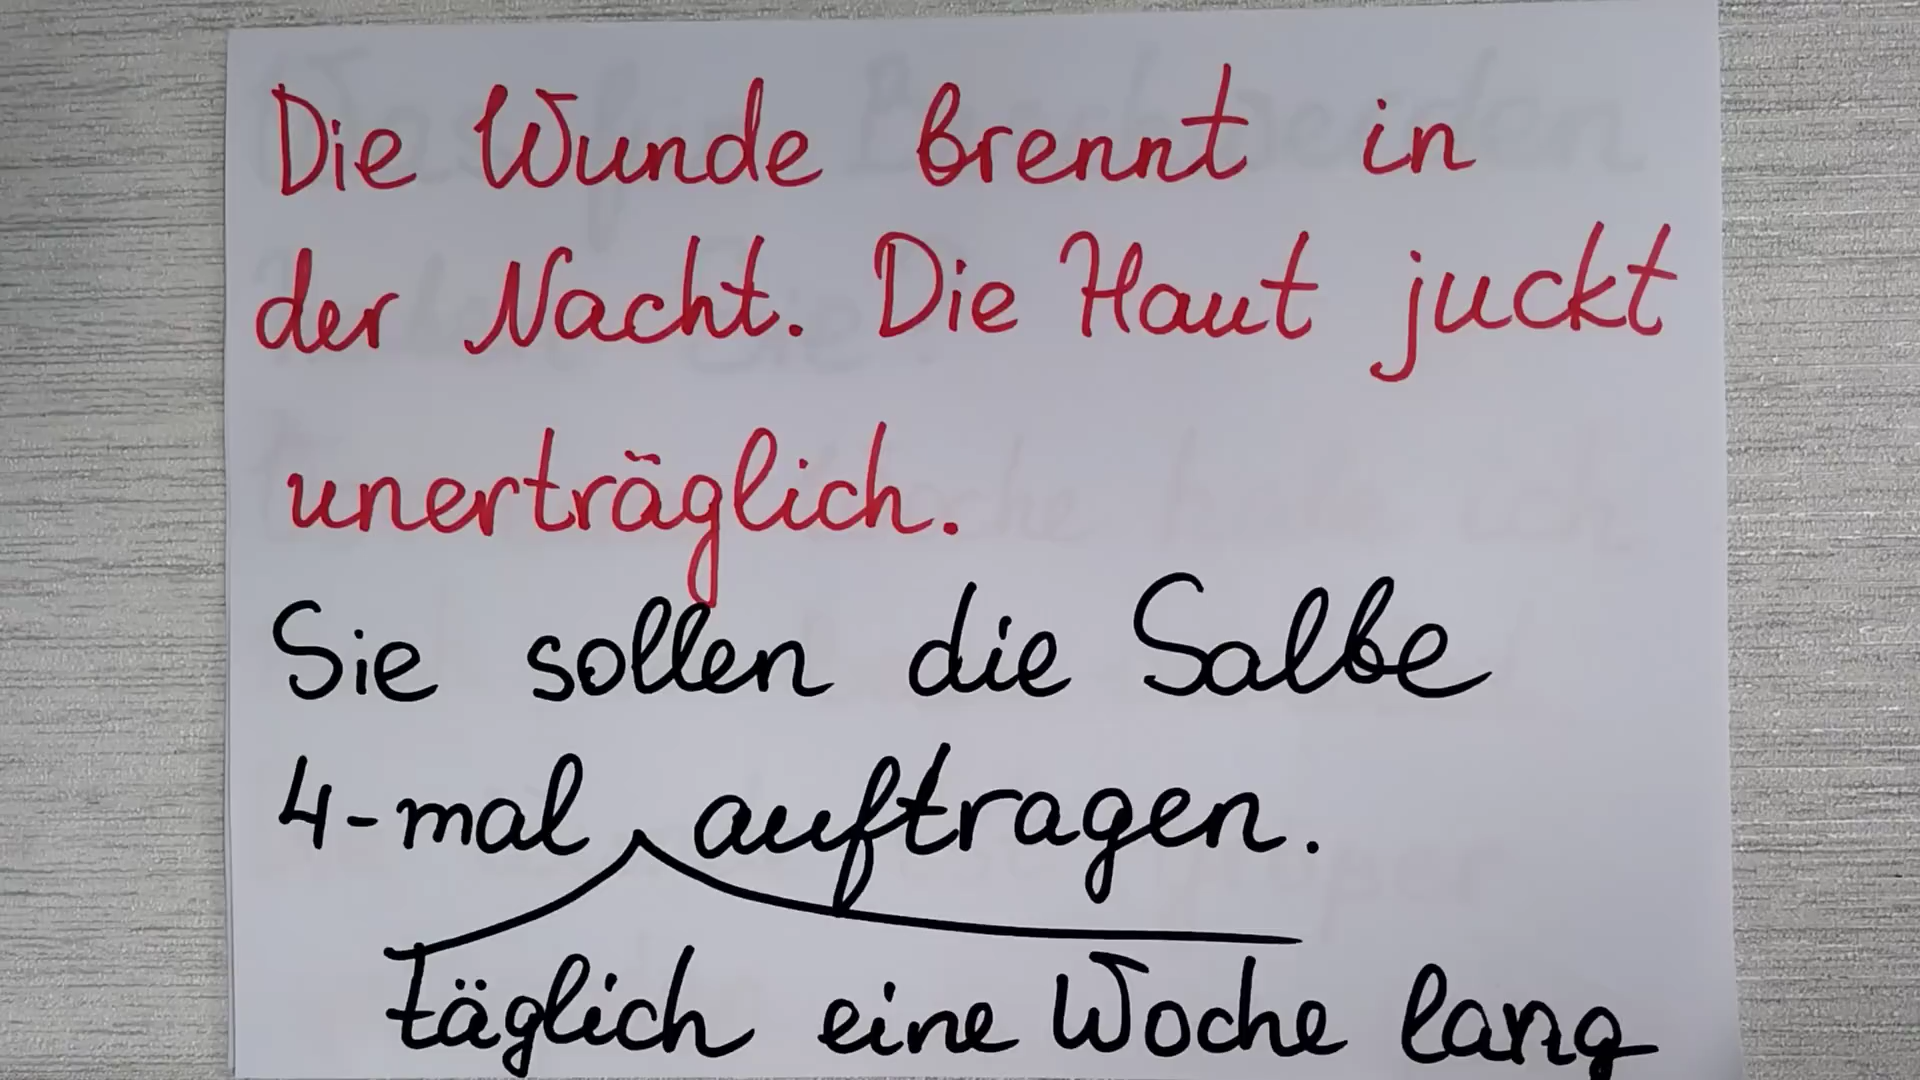 Die Wunde brennt in
der Nacht. Die Haut juckt
unerträglich.
Sie sollen die Salbe
4-mal auftragen.
täglich eine Woche lang